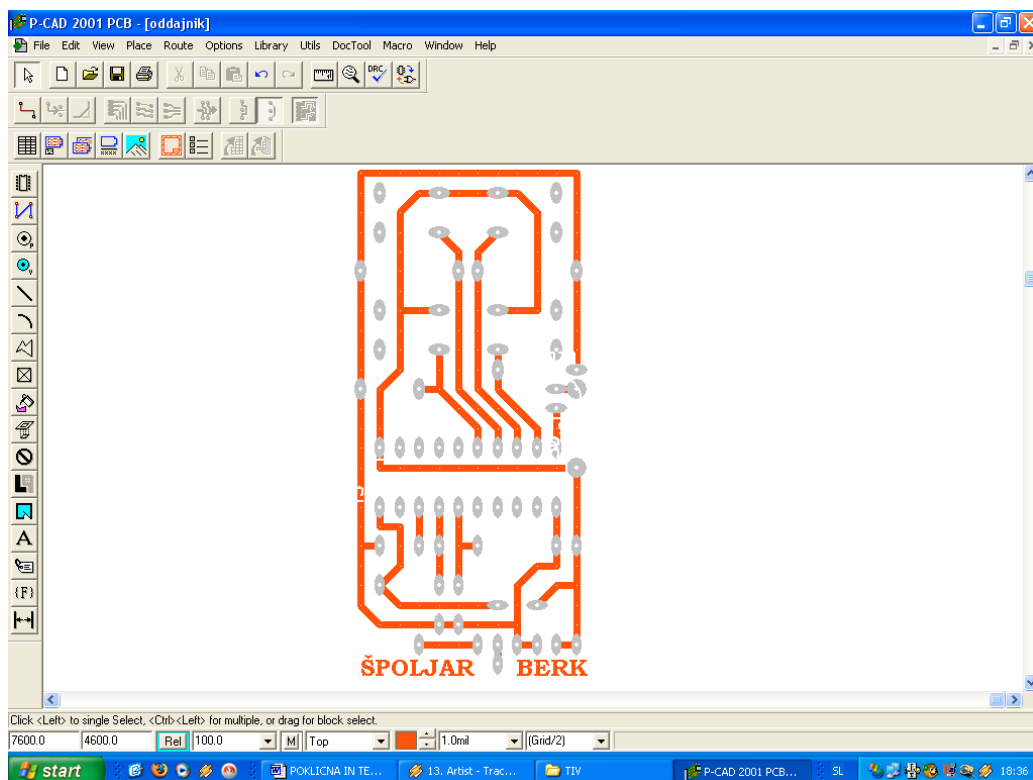 P-CAD 2001 PCB - [oddajnik]
File Edit View Place Route Options Library Utils DocTool Macro Window Help
DRC
A
{F}
ŠPOLJAR BERK
Click <Left> to single Select, <Ctrl><Left> for multiple, or drag for block select.
7600.0 4600.0 Rel 100.0 M Top 1.0mil (Grid/2)
start POKLICNA IN TE... 13. Artist - Trac... TIV P-CAD 2001 PCB... SL 18:36